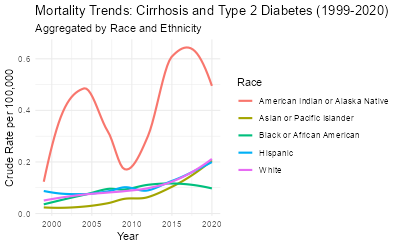 Mortality Trends: Cirrhosis and Type 2 Diabetes (1999-2020)
Aggregated by Race and Ethnicity
Crude Rate per 100,000
0.6
0.4
0.2
0.0
2000 2005 2010 2015 2020
Year
Race
American Indian or Alaska Native
Asian or Pacific Islander
Black or African American
Hispanic
White